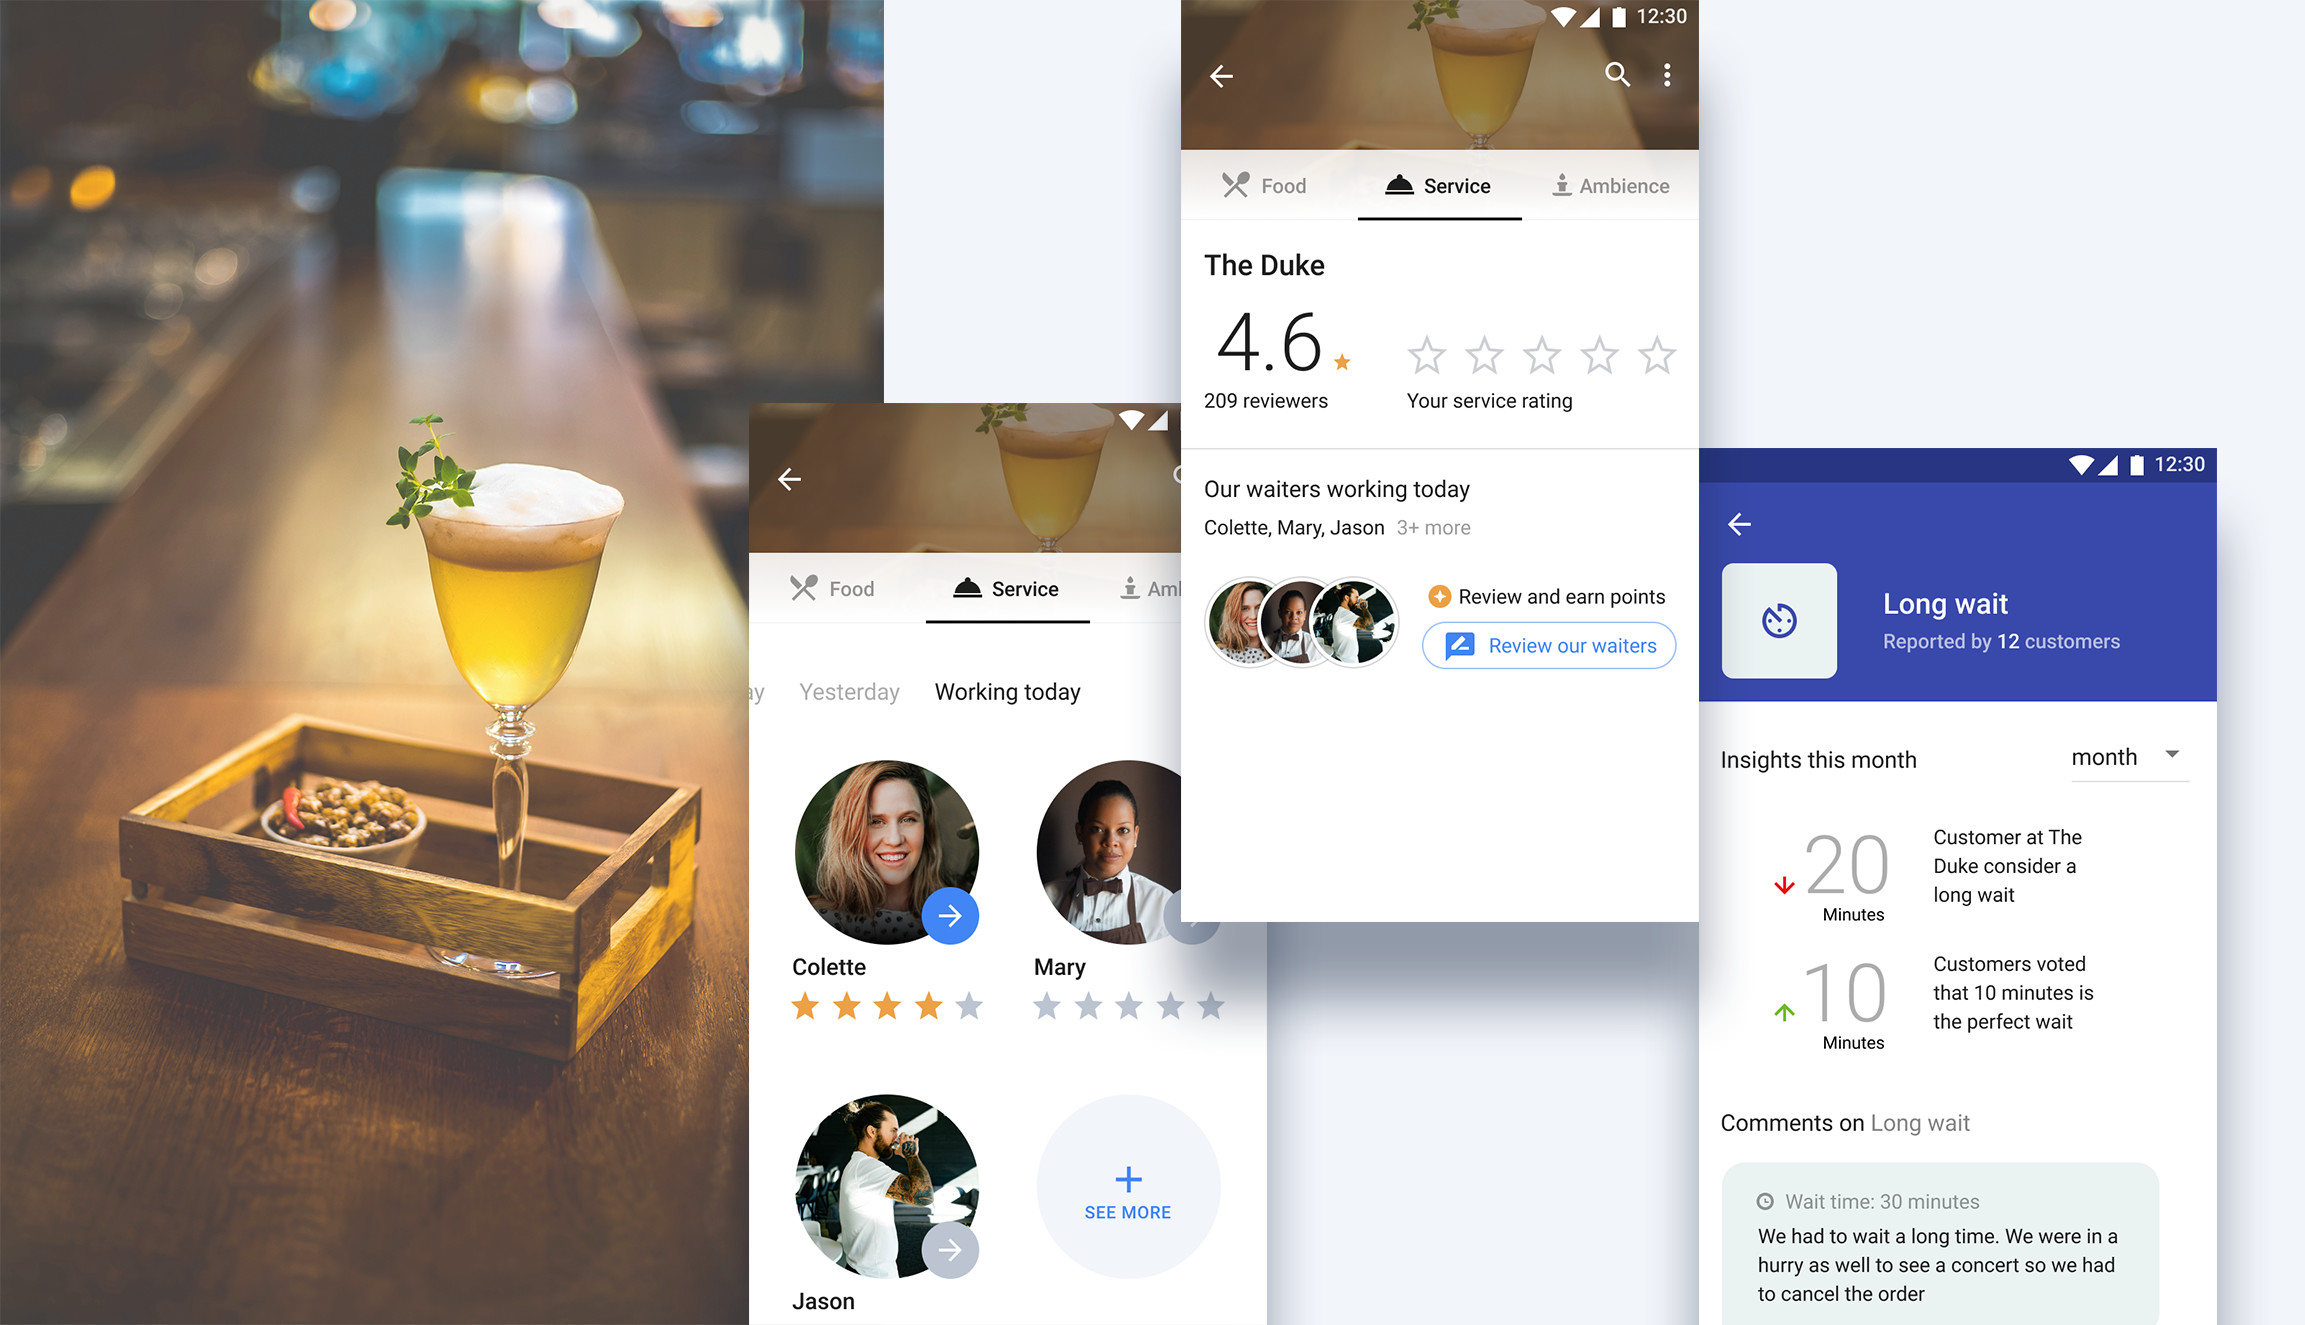 12:30
Food
Service
Ambience
The Duke
4.6
209 reviewers
Your service rating
Our waiters working today
Colette, Mary, Jason 3+ more
Review and earn points
Review our waiters
Food
Service
Yesterday
Working today
Colette
Mary
Jason
SEE MORE
12:30
Long wait
Reported by 12 customers
Insights this month
month
20
Minutes
Customer at The
Duke consider a
long wait
10
Minutes
Customers voted
that 10 minutes is
the perfect wait
Comments on Long wait
Wait time: 30 minutes
We had to wait a long time. We were in a
hurry as well to see a concert so we had
to cancel the order